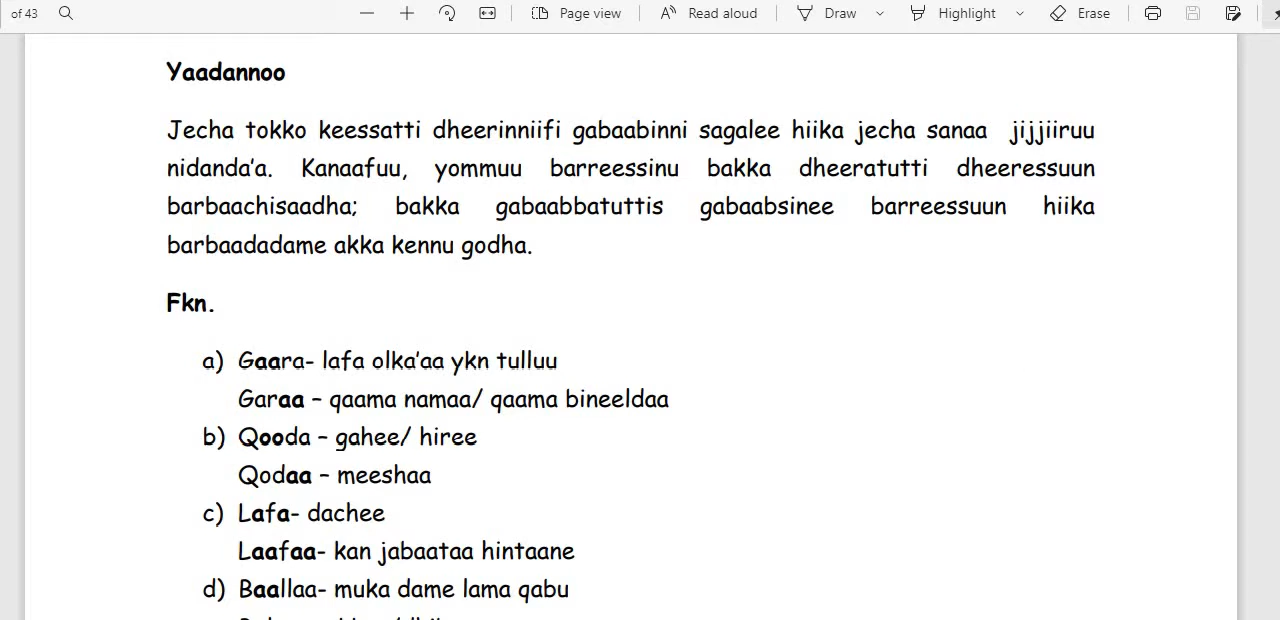 of 43 Page view Read aloud Draw Highlight Erase
Yaadannoo
Jecha tokko keessatti dheerinniifi gabaabinni sagalee hiika jecha sanaa jijjiiruu
nidanda'a. Kanaafuu, yommuu barreessinu bakka dheeratutti dheeressuun
barbaachisaadha; bakka gabaabbatuttis gabaabsinee barreessuun hiika
barbaadadame akka kennu godha.
Fkn.
a) Gaara- lafa olka'aa ykn tulluu
Garaa – qaama namaa/ qaama bineeldaa
b) Qooda – gahee/ hiree
Qodaa – meeshaa
c) Lafa- dachee
Laafaa- kan jabaataa hintaane
d) Baallaa- muka dame lama qabu